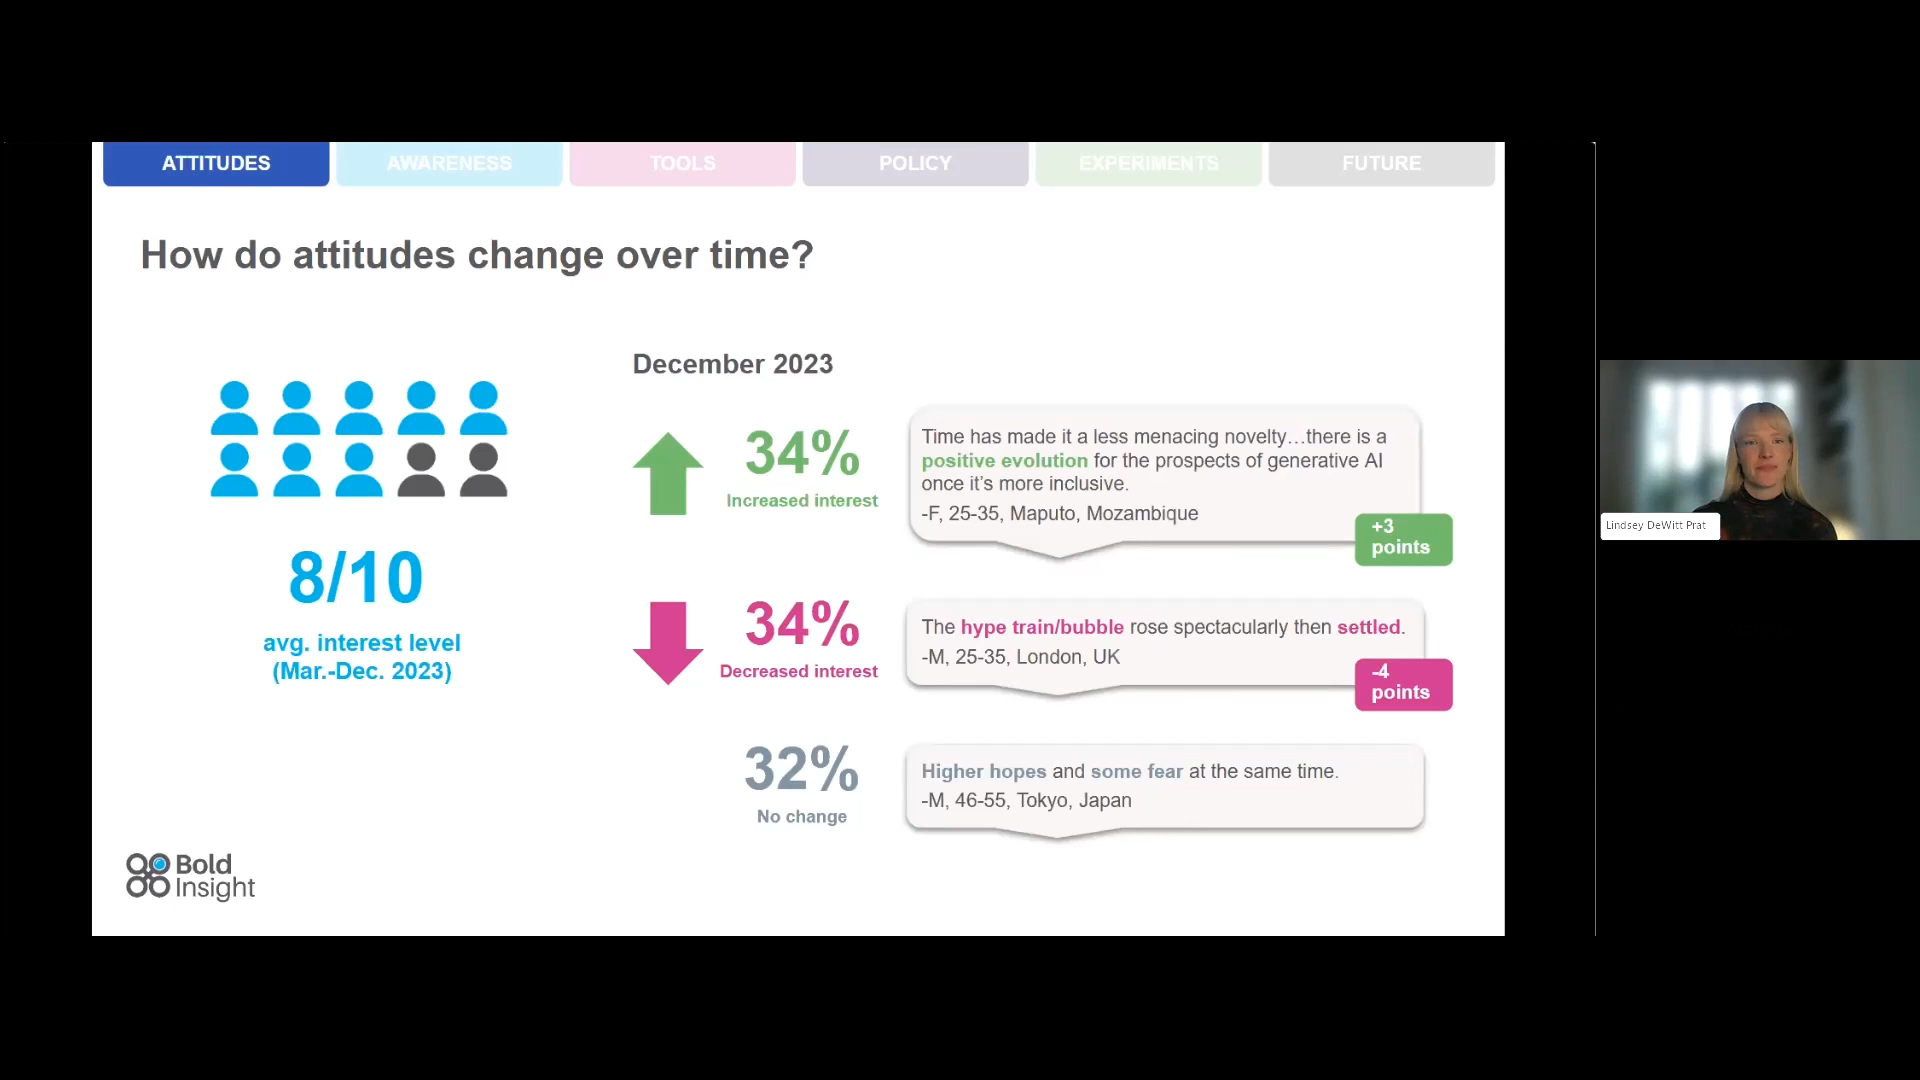 ATTITUDES
AWARENESS
TOOLS
POLICY
EXPERIMENTS
FUTURE
How do attitudes change over time?
8/10
avg. interest level
(Mar.-Dec. 2023)
December 2023
34%
Increased interest
Time has made it a less menacing novelty…there is a
positive evolution for the prospects of generative AI
once it’s more inclusive.
-F, 25-35, Maputo, Mozambique
+3
points
34%
Decreased interest
The hype train/bubble rose spectacularly then settled.
-M, 25-35, London, UK
-4
points
32%
No change
Higher hopes and some fear at the same time.
-M, 46-55, Tokyo, Japan
Bold
Insight
Lindsey DeWitt Prat